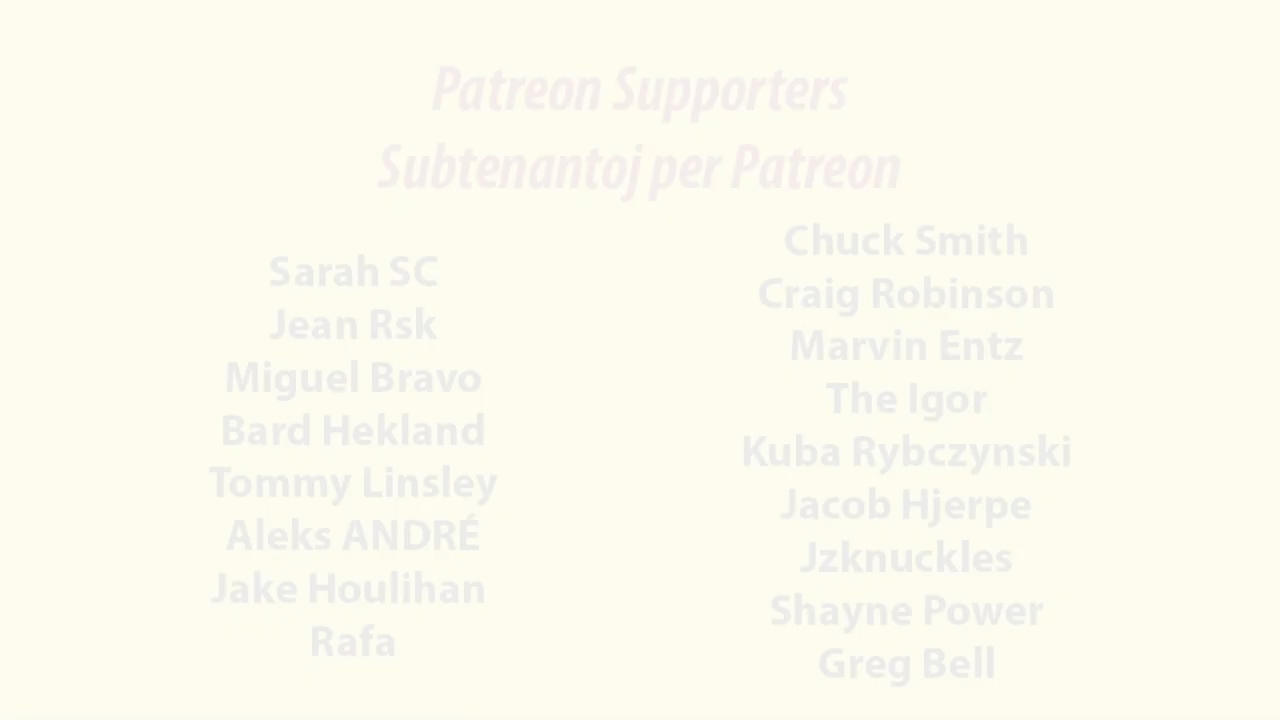 Patreon Supporters
Subtenantoj per Patreon
Sarah SC
Jean Rsk
Miguel Bravo
Bard Hekland
Tommy Linsley
Aleks ANDRÉ
Jake Houlihan
Rafa
Chuck Smith
Craig Robinson
Marvin Entz
The Igor
Kuba Rybczynski
Jacob Hjerpe
Jzknuckles
Shayne Power
Greg Bell